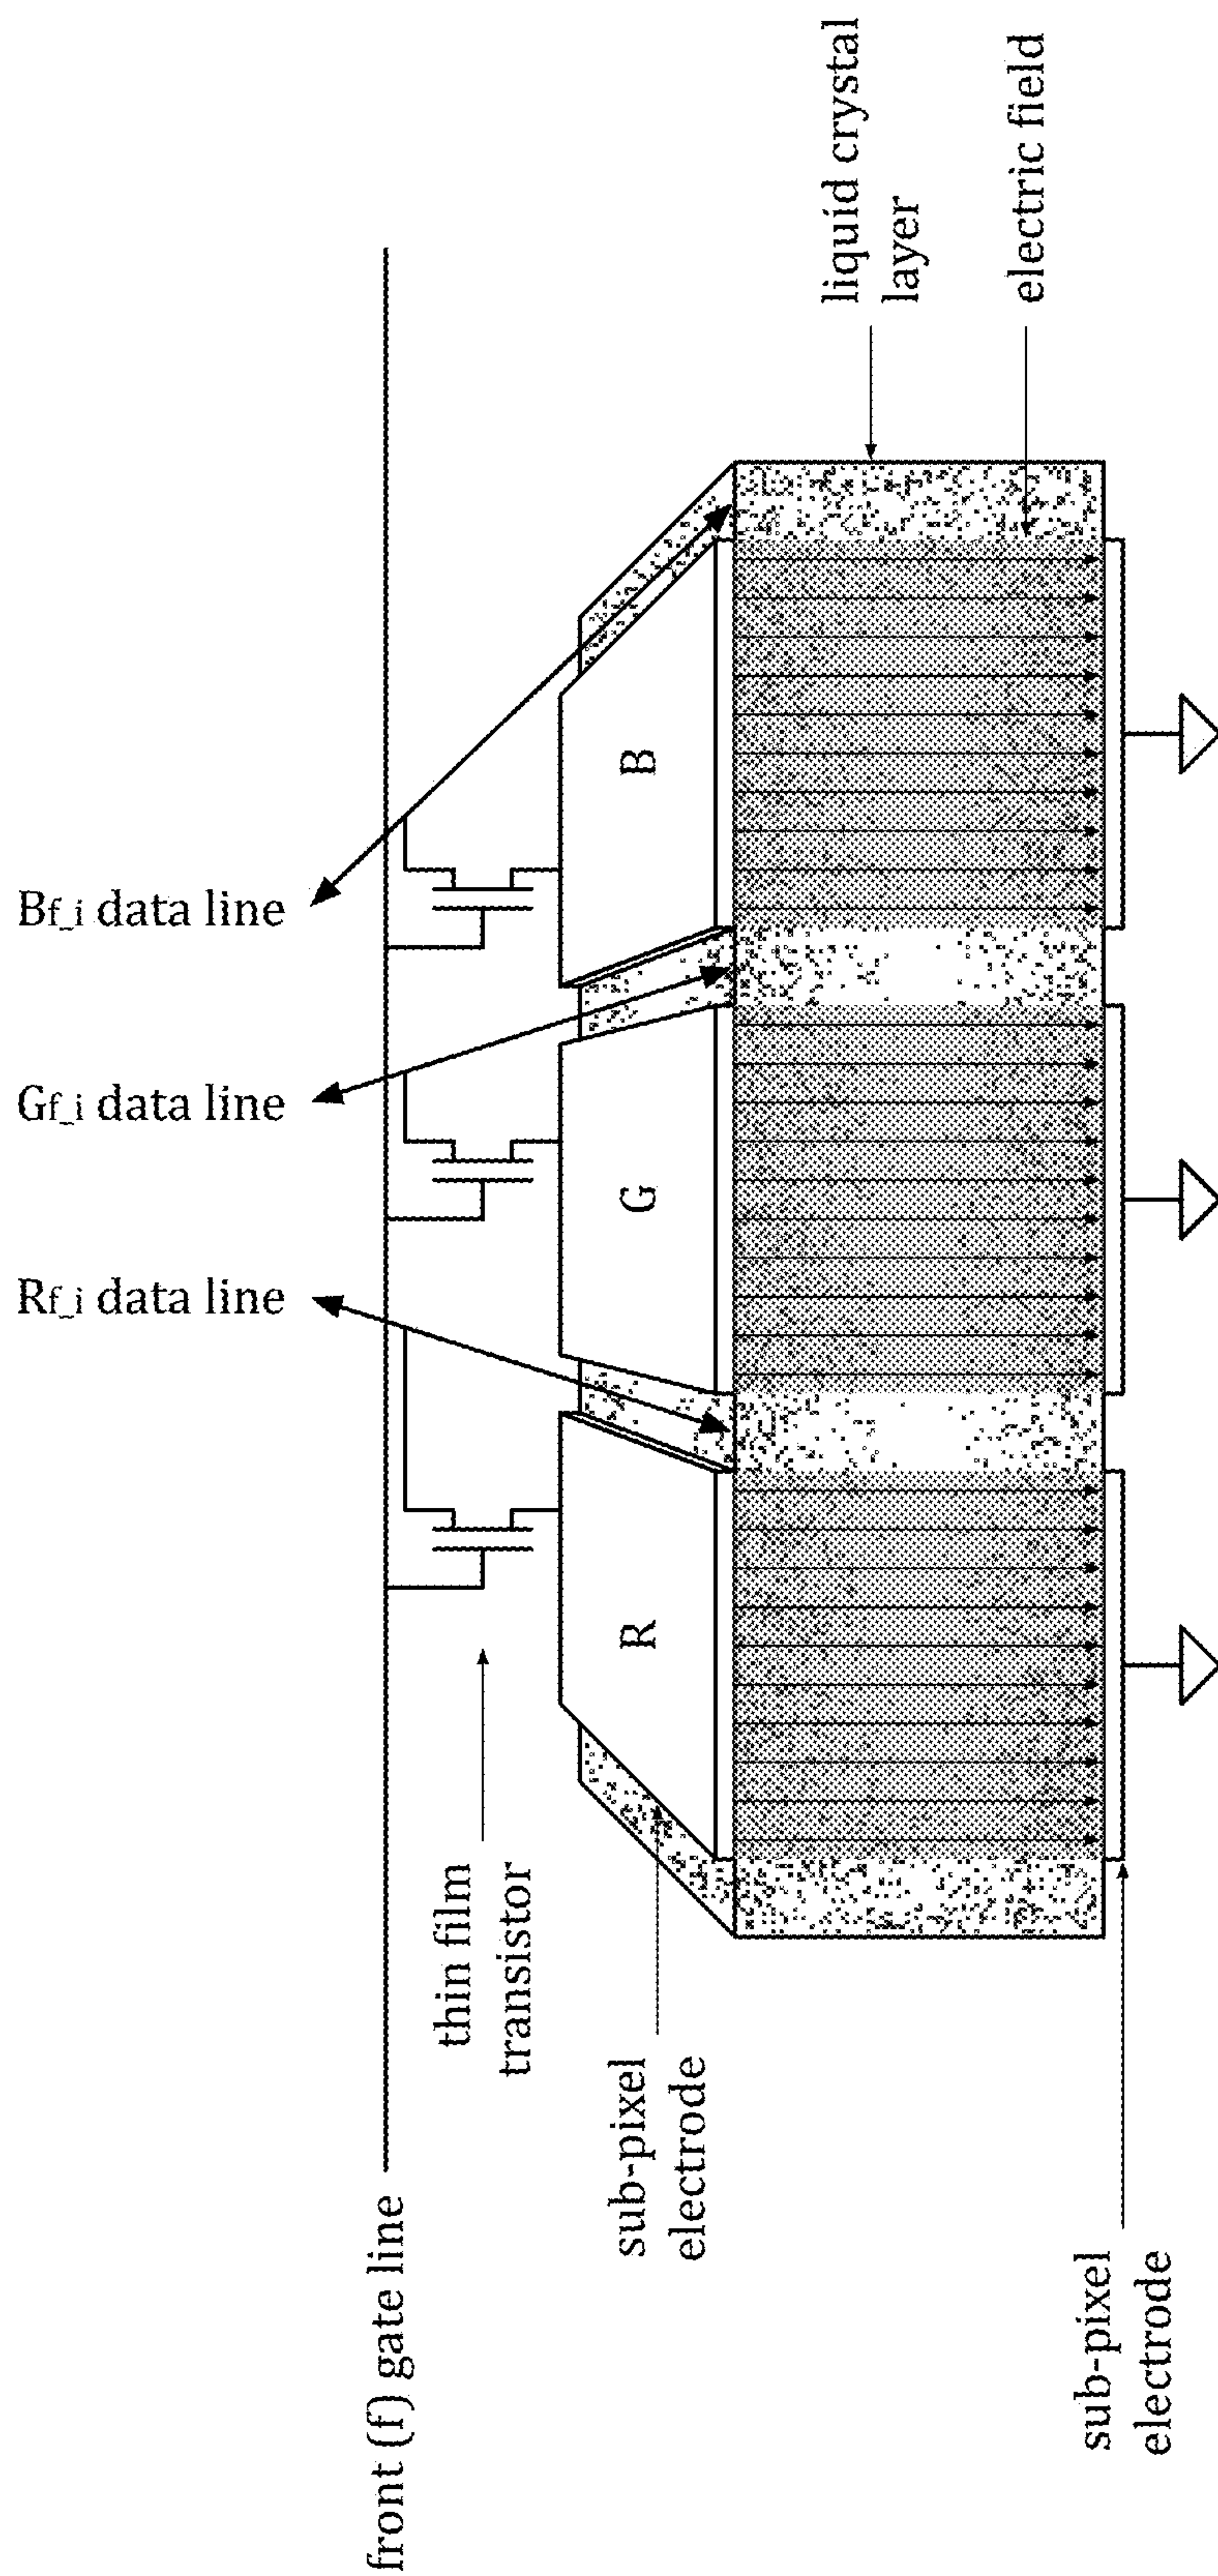 Bf_i data line
Gf_i data line
Rf_i data line
front (f) gate line
thin film
transistor
sub-pixel
electrode
R
G
B
liquid crystal
layer
electric field
sub-pixel
electrode